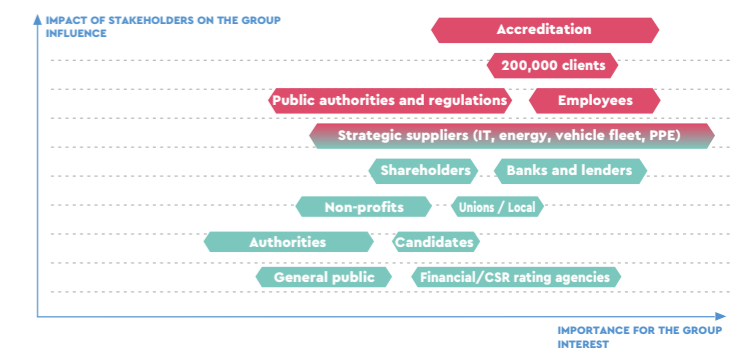 IMPACT OF STAKEHOLDERS ON THE GROUP
INFLUENCE
Accreditation
200,000 clients
Public authorities and regulations
Employees
Strategic suppliers (IT, energy, vehicle fleet, PPE)
Shareholders
Banks and lenders
Non-profits
Unions / Local
Authorities
Candidates
General public
Financial/CSR rating agencies
IMPORTANCE FOR THE GROUP
INTEREST